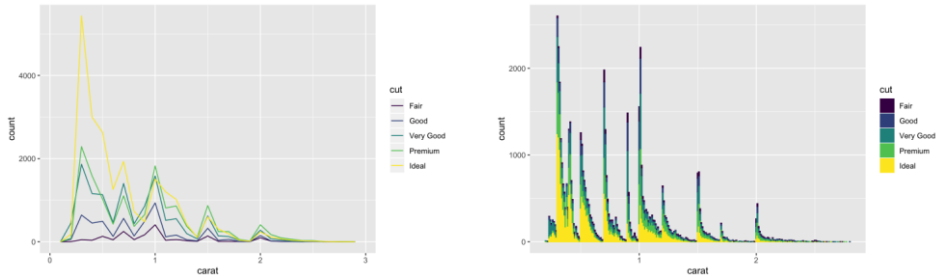 4000
2000
0
count
0
1
2
3
carat
cut
Fair
Good
Very Good
Premium
Ideal
2000
1000
0
count
1
2
carat
cut
Fair
Good
Very Good
Premium
Ideal